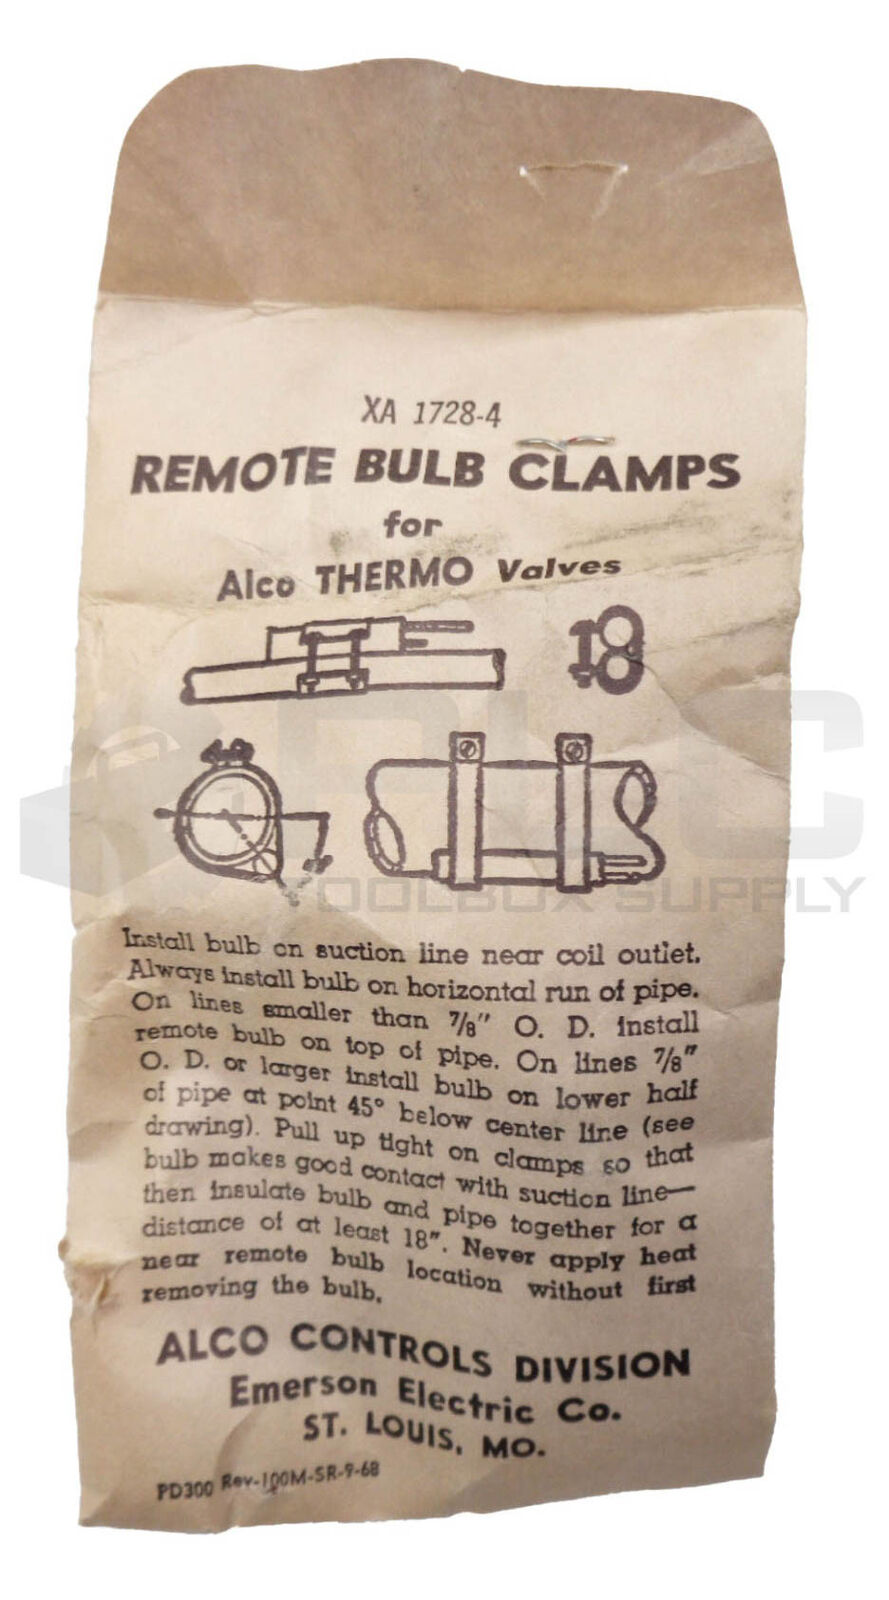 XA 1728-4
REMOTE BULB CLAMPS
for
Alco THERMO Valves
Install bulb on suction line near coil outlet.
Always install bulb on horizontal run of pipe.
On lines smaller than 7/8" O. D. install
remote bulb on top of pipe. On lines 7/8"
O. D. or larger install bulb on lower half
of pipe at point 45° below center line (see
drawing). Pull up tight on clamps so that
bulb makes good contact with suction line—
then insulate bulb and pipe together for a
distance of at least 18". Never apply heat
near remote bulb location without first
removing the bulb.
ALCO CONTROLS DIVISION
Emerson Electric Co.
ST. LOUIS, MO.
PD300 Rev-100M-SR-9-68
PLC
TOOLBOX SUPPLY